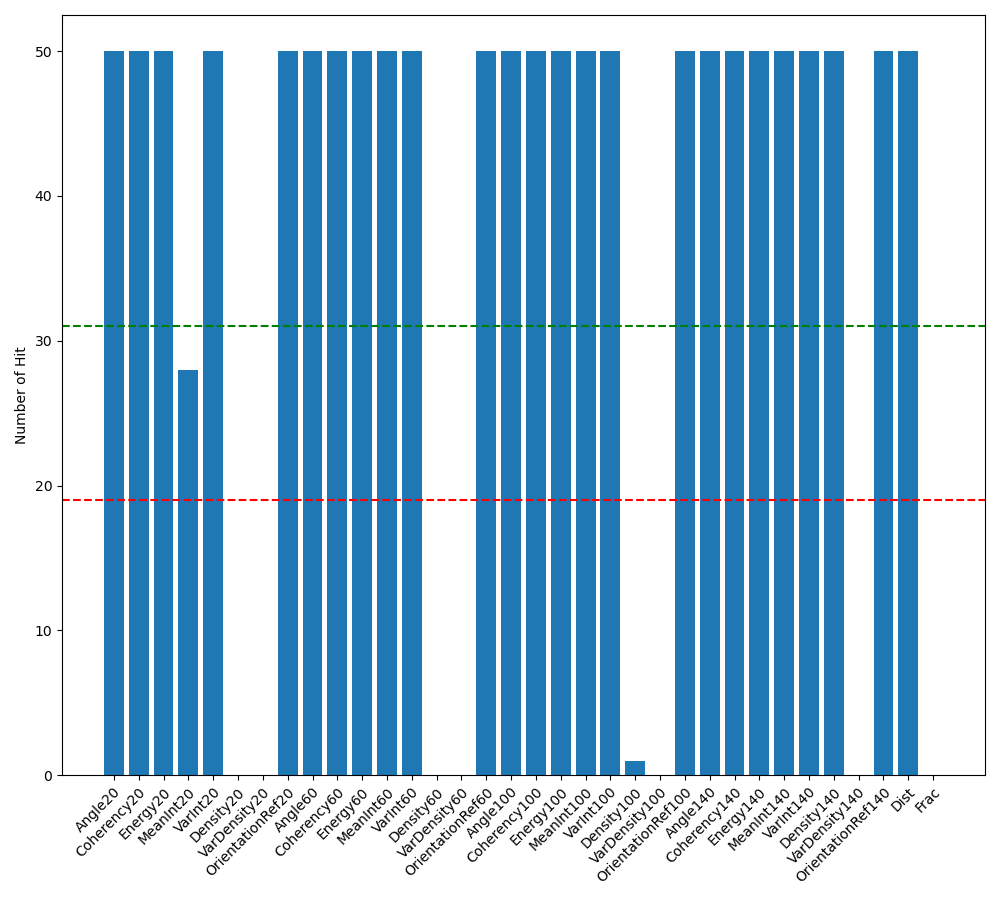 Number of Hit
50
40
30
20
10
0
Angle20
Coherency20
Energy20
MeanInt20
VarInt20
Density20
VarDensity20
OrientationRef20
Angle60
Coherency60
Energy60
MeanInt60
VarInt60
Density60
VarDensity60
OrientationRef60
Angle100
Coherency100
Energy100
MeanInt100
VarInt100
Density100
VarDensity100
OrientationRef100
Angle140
Coherency140
Energy140
MeanInt140
VarInt140
Density140
VarDensity140
OrientationRef140
Dist
Frac